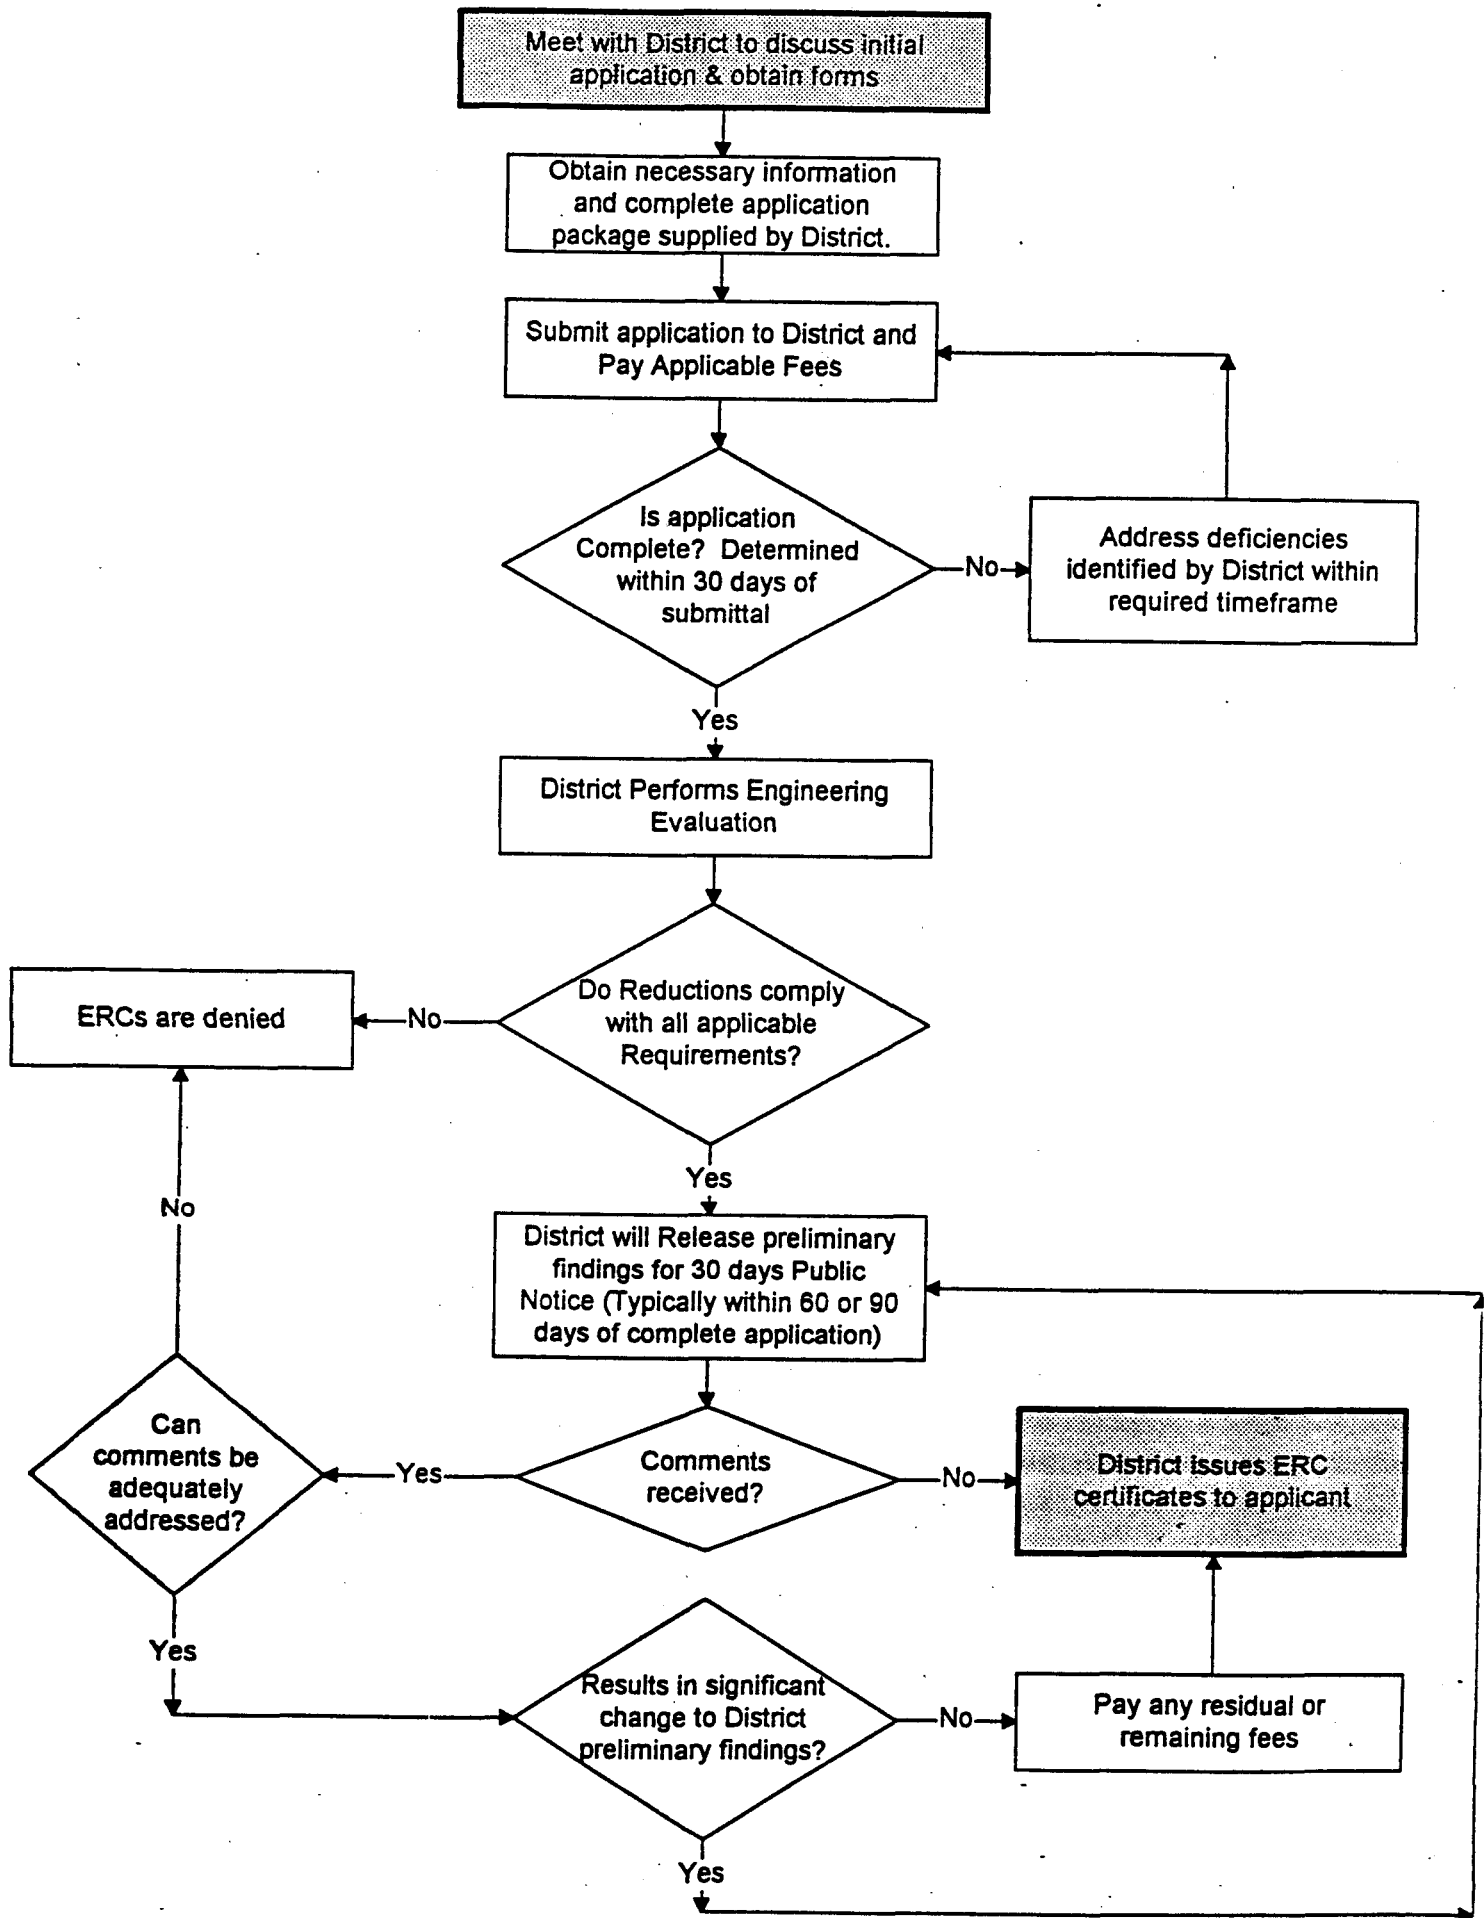 Meet with District to discuss initial
application & obtain forms
Obtain necessary information
and complete application
package supplied by District.
Submit application to District and
Pay Applicable Fees
Is application
Complete? Determined
within 30 days of
submittal
No
Address deficiencies
identified by District within
required timeframe
Yes
District Performs Engineering
Evaluation
Do Reductions comply
with all applicable
Requirements?
No
ERCs are denied
Yes
No
District will Release preliminary
findings for 30 days Public
Notice (Typically within 60 or 90
days of complete application)
Can
comments be
adequately
addressed?
Yes
Comments
received?
No
District issues ERC
certificates to applicant
Yes
Results in significant
change to District
preliminary findings?
No
Pay any residual or
remaining fees
Yes